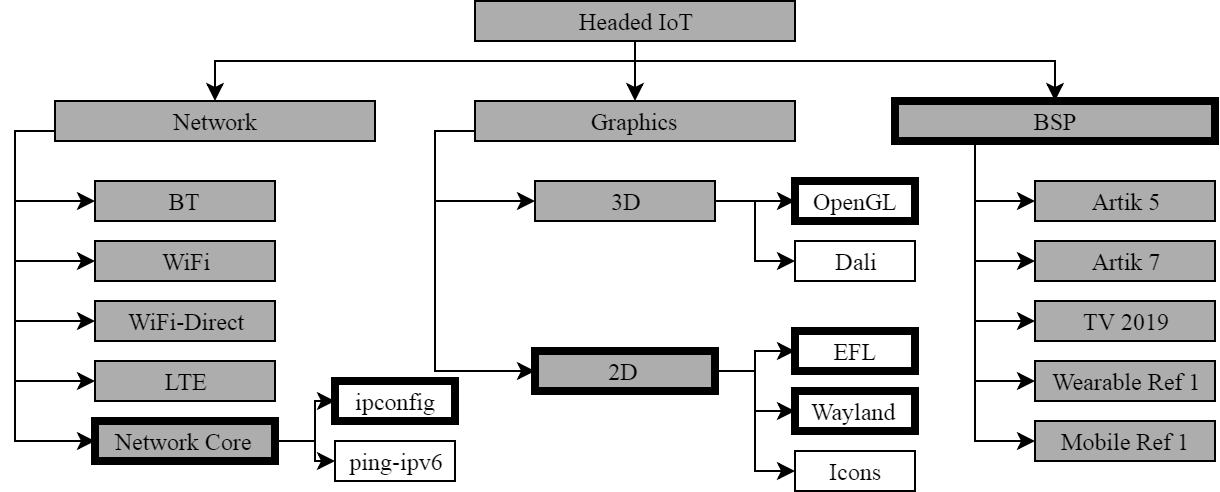 Headed IoT
Network
Graphics
BSP
BT
WiFi
WiFi-Direct
LTE
Network Core
ipconfig
ping-ipv6
3D
OpenGL
Dali
2D
EFL
Wayland
Icons
Artik 5
Artik 7
TV 2019
Wearable Ref 1
Mobile Ref 1